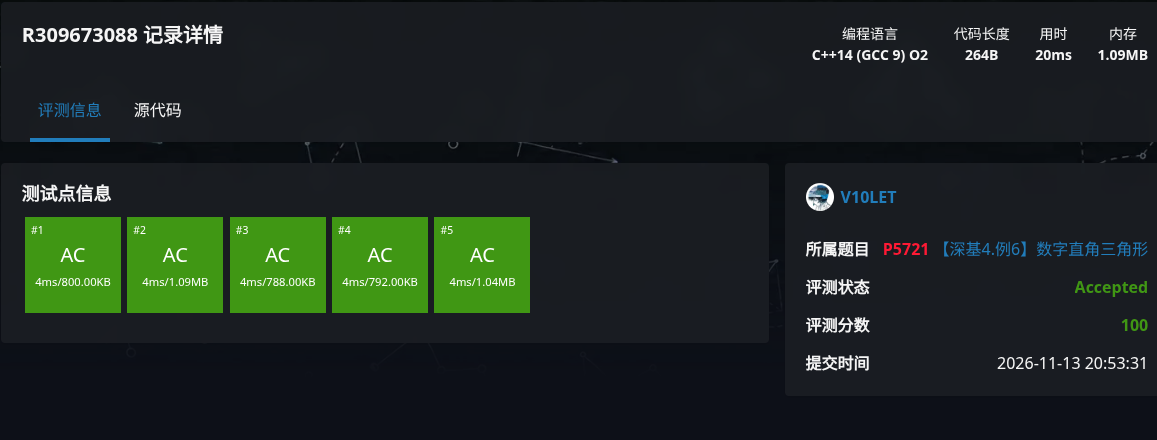 R309673088 记录详情
编程语言 代码长度 用时 内存
C++14 (GCC 9) O2 264B 20ms 1.09MB
评测信息 源代码
测试点信息
#1 #2 #3 #4 #5
AC AC AC AC AC
4ms/800.00KB 4ms/1.09MB 4ms/788.00KB 4ms/792.00KB 4ms/1.04MB
V10LET
所属题目 P5721 【深基4.例6】数字直角三角形
评测状态 Accepted
评测分数 100
提交时间 2026-11-13 20:53:31